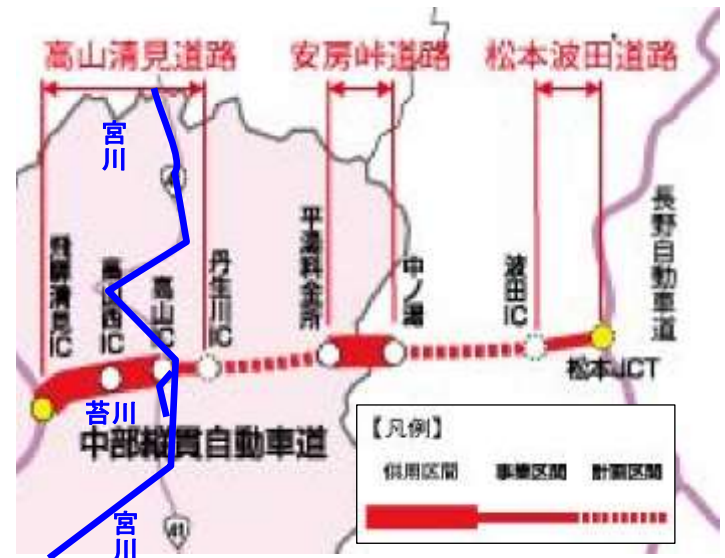 高山清見道路
安房峠道路
松本波田道路
宮川
41
飛騨清見IC
高山西IC
高山IC
丹生川IC
平湯料金所
中ノ湯
波田IC
長野自動車道
松本JCT
苔川
中部縦貫自動車道
宮川
41
【凡例】
供用区間
事業区間
計画区間